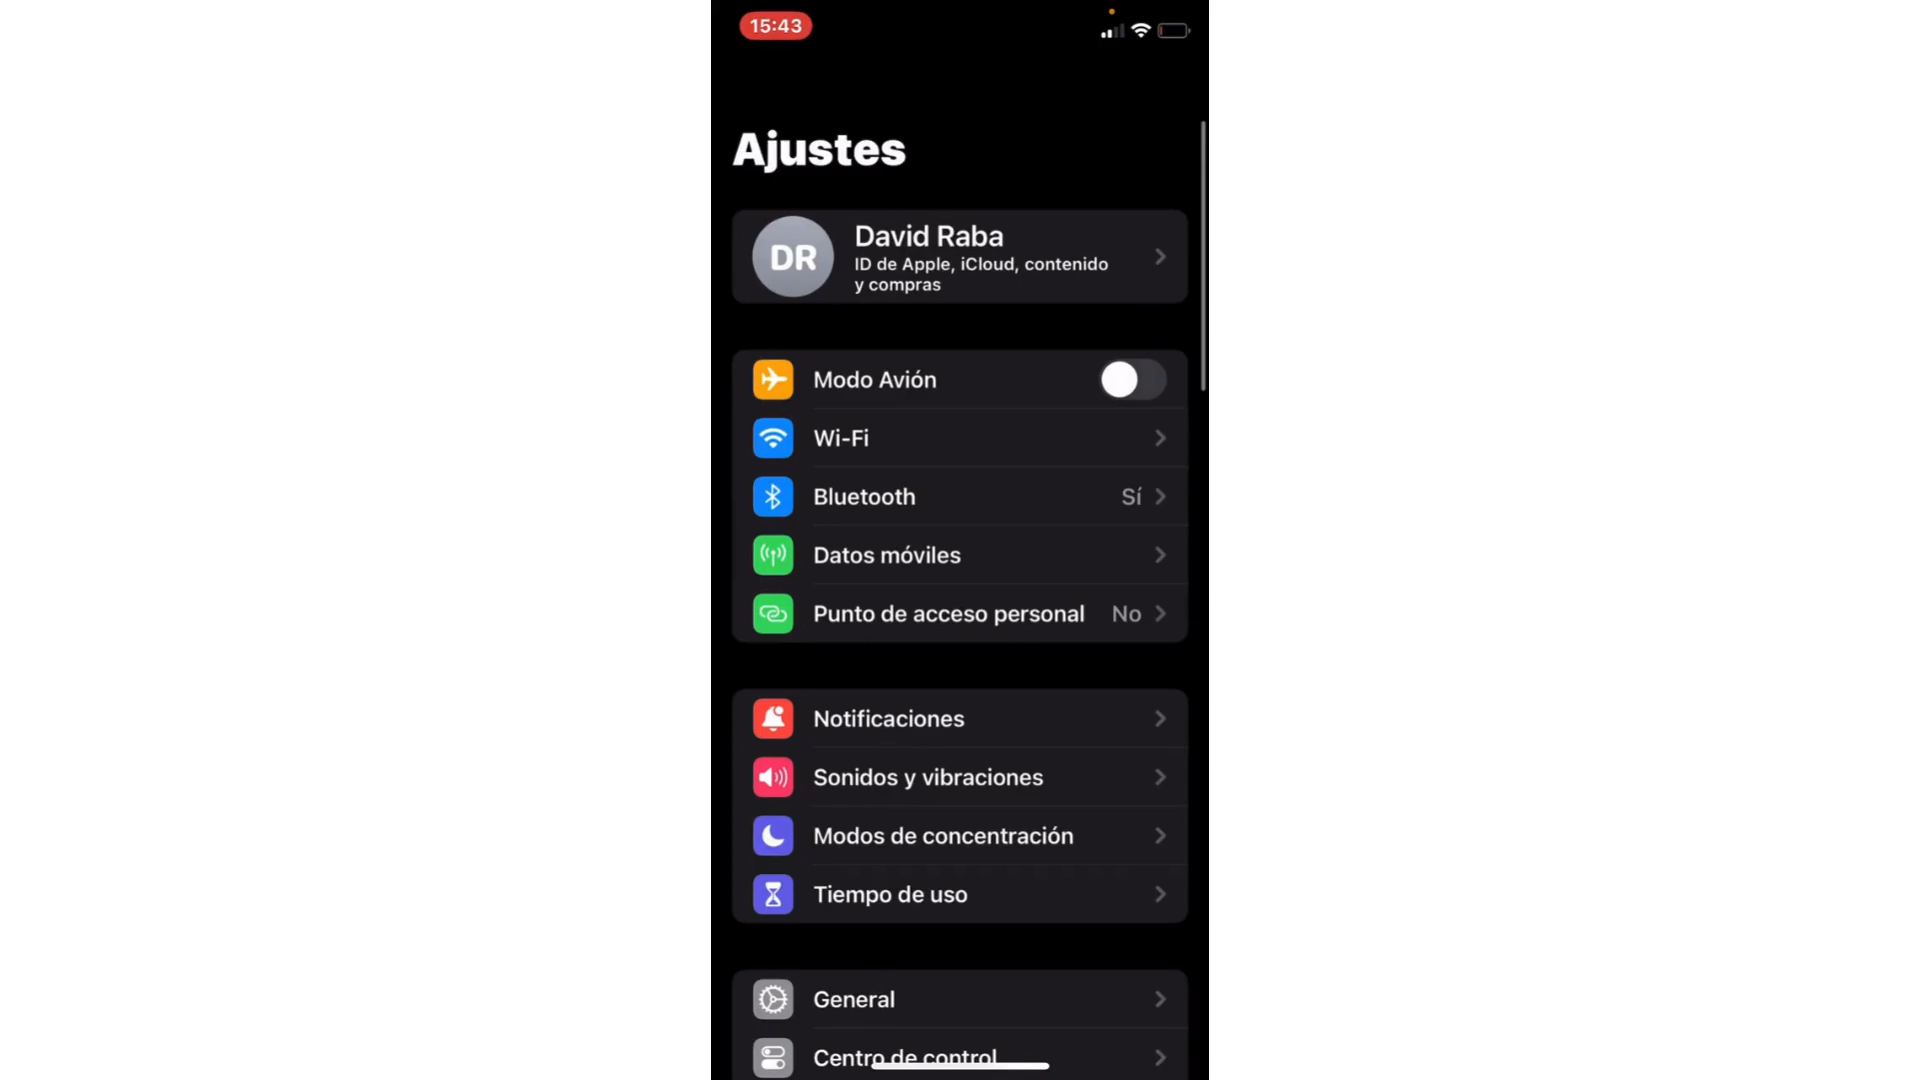 15:43
Ajustes
DR
David Raba
ID de Apple, iCloud, contenido
y compras
Modo Avión
Wi-Fi
Bluetooth Sí
Datos móviles
Punto de acceso personal No
Notificaciones
Sonidos y vibraciones
Modos de concentración
Tiempo de uso
General
Centro de control